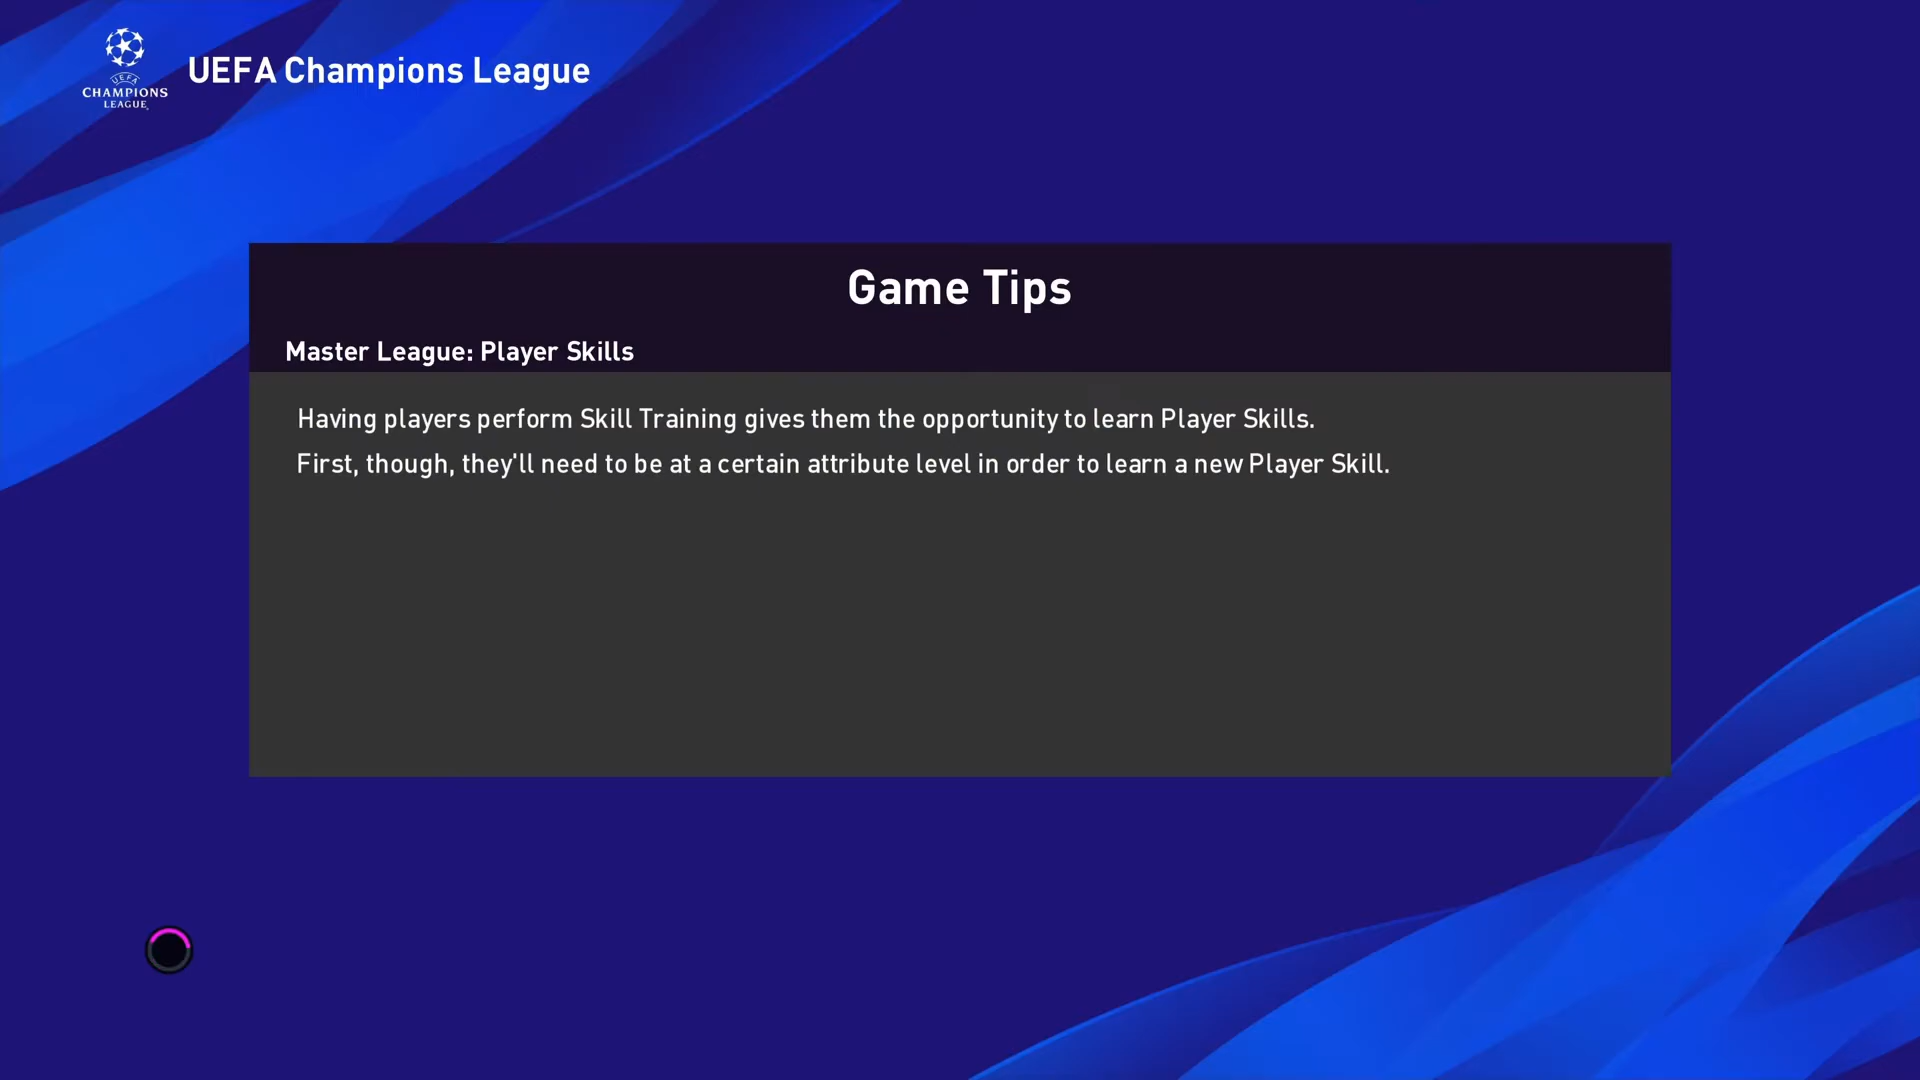 UEFA
CHAMPIONS
LEAGUE
UEFA Champions League
Game Tips
Master League: Player Skills
Having players perform Skill Training gives them the opportunity to learn Player Skills.
First, though, they'll need to be at a certain attribute level in order to learn a new Player Skill.